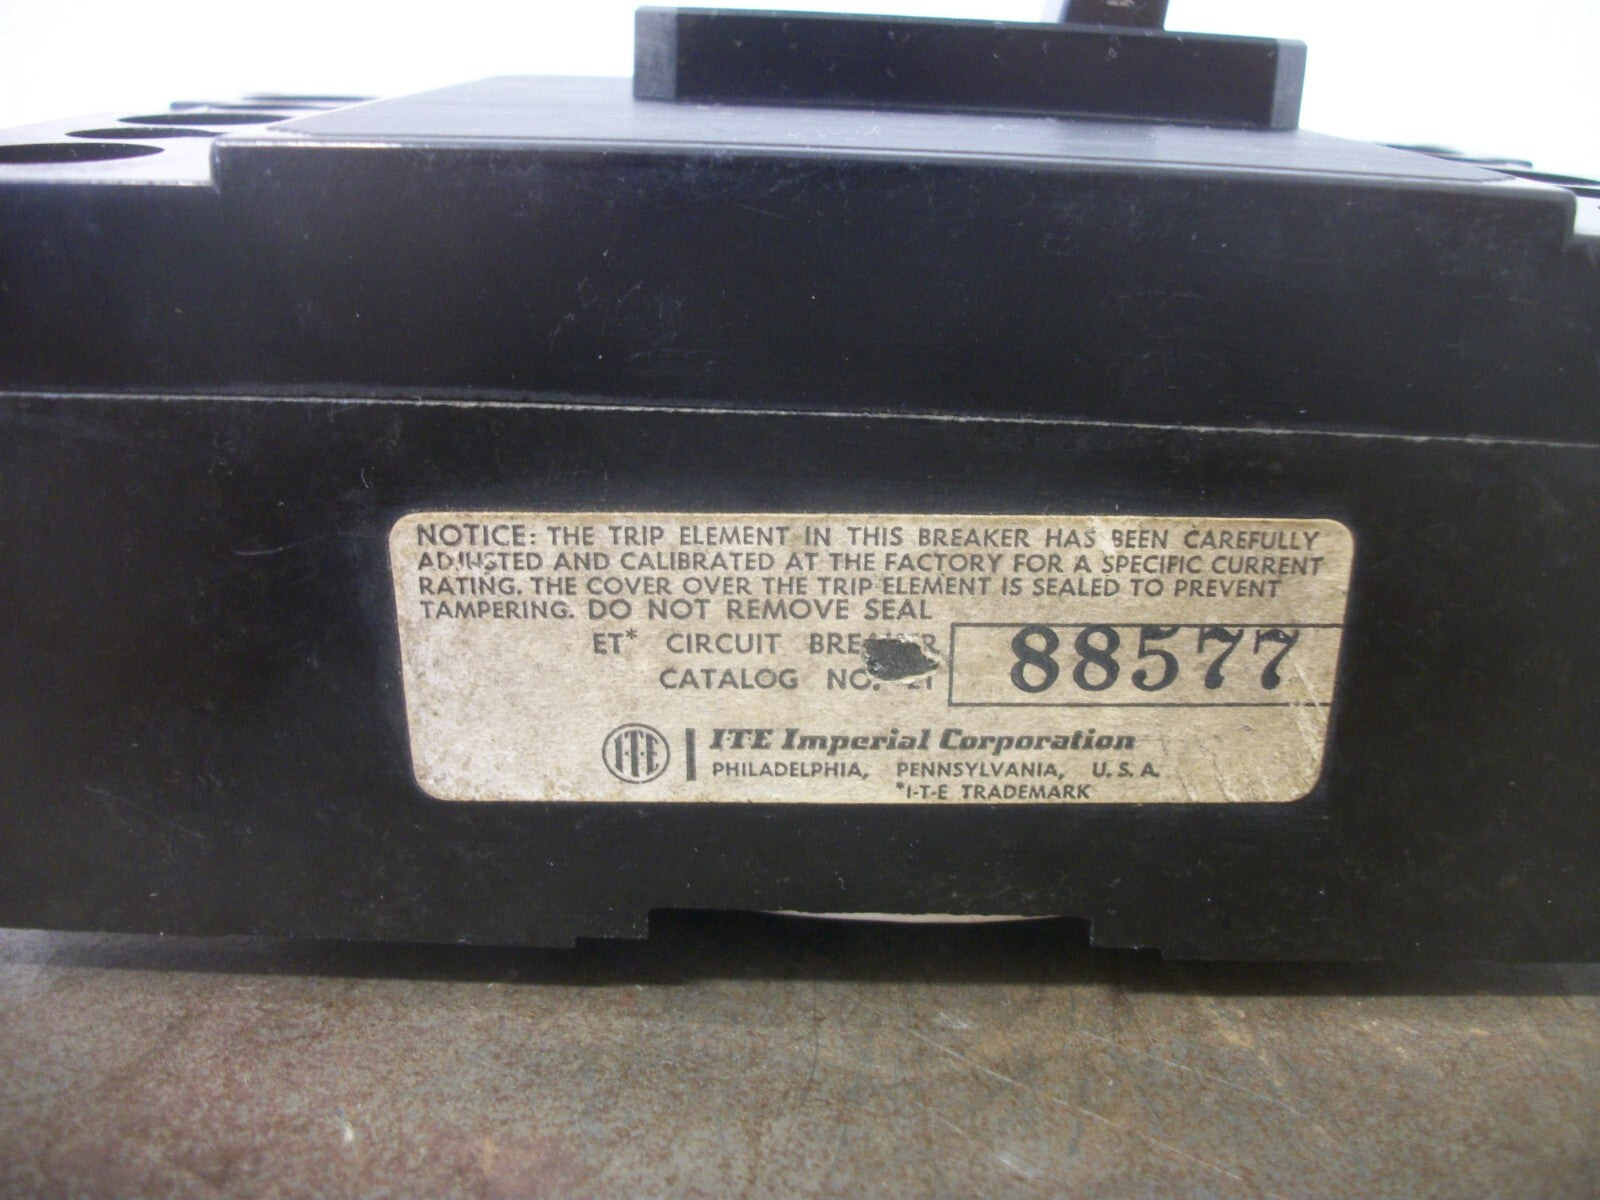 NOTICE: THE TRIP ELEMENT IN THIS BREAKER HAS BEEN CAREFULLY
ADJUSTED AND CALIBRATED AT THE FACTORY FOR A SPECIFIC CURRENT
RATING. THE COVER OVER THE TRIP ELEMENT IS SEALED TO PREVENT
TAMPERING. DO NOT REMOVE SEAL
ET* CIRCUIT BREAKER
CATALOG NO. 88577
I-T-E I-T-E Imperial Corporation
PHILADELPHIA, PENNSYLVANIA, U.S.A.
*I-T-E TRADEMARK